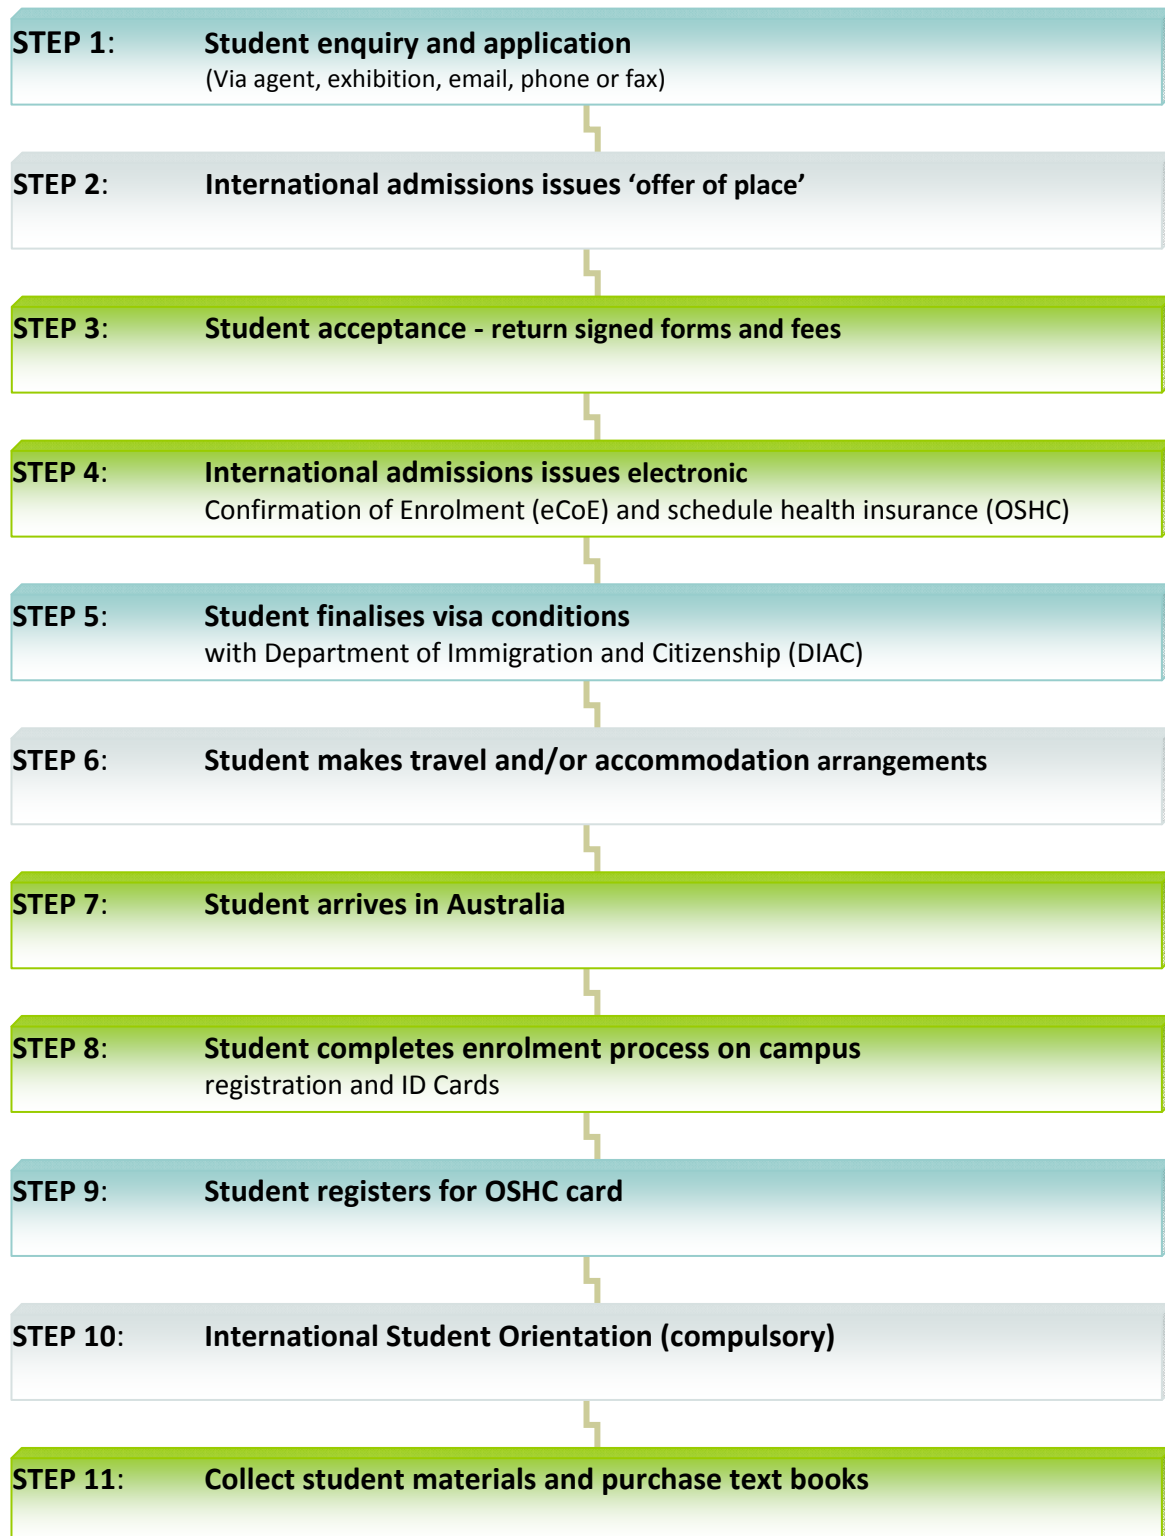 STEP 1: Student enquiry and application
(Via agent, exhibition, email, phone or fax)
STEP 2: International admissions issues ‘offer of place’
STEP 3: Student acceptance - return signed forms and fees
STEP 4: International admissions issues electronic
Confirmation of Enrolment (eCoE) and schedule health insurance (OSHC)
STEP 5: Student finalises visa conditions
with Department of Immigration and Citizenship (DIAC)
STEP 6: Student makes travel and/or accommodation arrangements
STEP 7: Student arrives in Australia
STEP 8: Student completes enrolment process on campus
registration and ID Cards
STEP 9: Student registers for OSHC card
STEP 10: International Student Orientation (compulsory)
STEP 11: Collect student materials and purchase text books